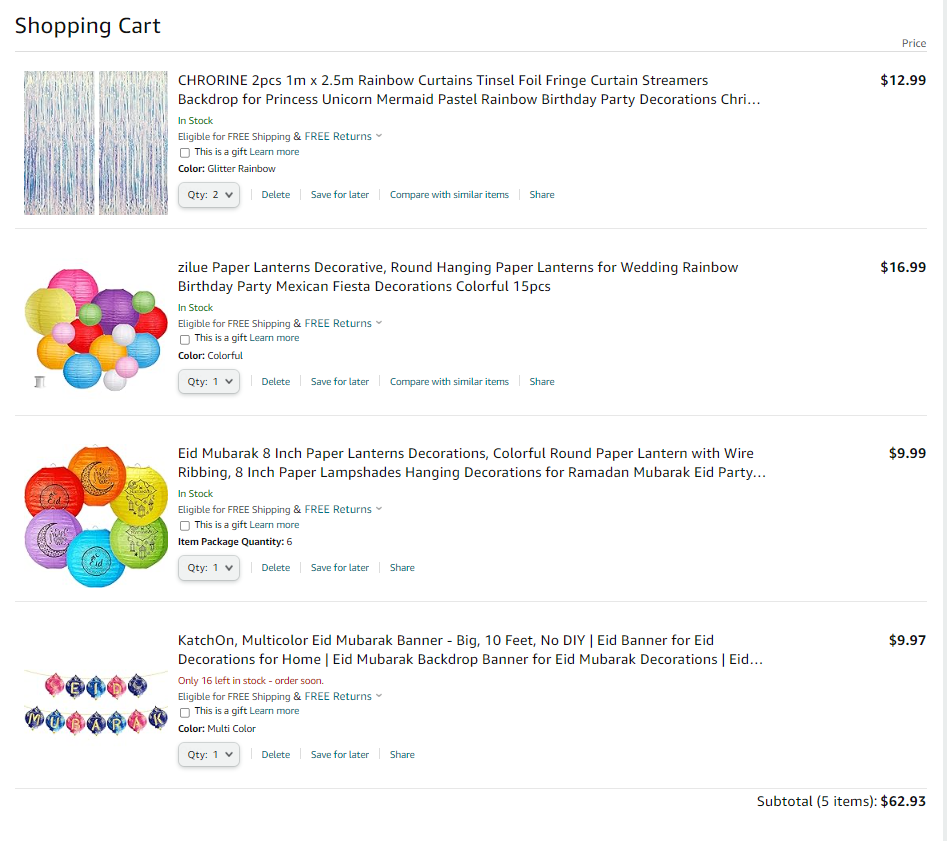 Shopping Cart
Price
CHRORINE 2pcs 1m x 2.5m Rainbow Curtains Tinsel Foil Fringe Curtain Streamers $12.99
Backdrop for Princess Unicorn Mermaid Pastel Rainbow Birthday Party Decorations Chri…
In Stock
Eligible for FREE Shipping & FREE Returns
This is a gift Learn more
Color: Glitter Rainbow
Qty: 2 Delete Save for later Compare with similar items Share
zilue Paper Lanterns Decorative, Round Hanging Paper Lanterns for Wedding Rainbow $16.99
Birthday Party Mexican Fiesta Decorations Colorful 15pcs
In Stock
Eligible for FREE Shipping & FREE Returns
This is a gift Learn more
Color: Colorful
Qty: 1 Delete Save for later Compare with similar items Share
Eid Mubarak 8 Inch Paper Lanterns Decorations, Colorful Round Paper Lantern with Wire $9.99
Ribbing, 8 Inch Paper Lampshades Hanging Decorations for Ramadan Mubarak Eid Party…
In Stock
Eligible for FREE Shipping & FREE Returns
This is a gift Learn more
Item Package Quantity: 6
Qty: 1 Delete Save for later Share
Eid
Eid
KatchOn, Multicolor Eid Mubarak Banner - Big, 10 Feet, No DIY | Eid Banner for Eid $9.97
Decorations for Home | Eid Mubarak Backdrop Banner for Eid Mubarak Decorations | Eid…
Only 16 left in stock - order soon.
Eligible for FREE Shipping & FREE Returns
This is a gift Learn more
Color: Multi Color
Qty: 1 Delete Save for later Share
EID
MUBARAK
Subtotal (5 items): $62.93